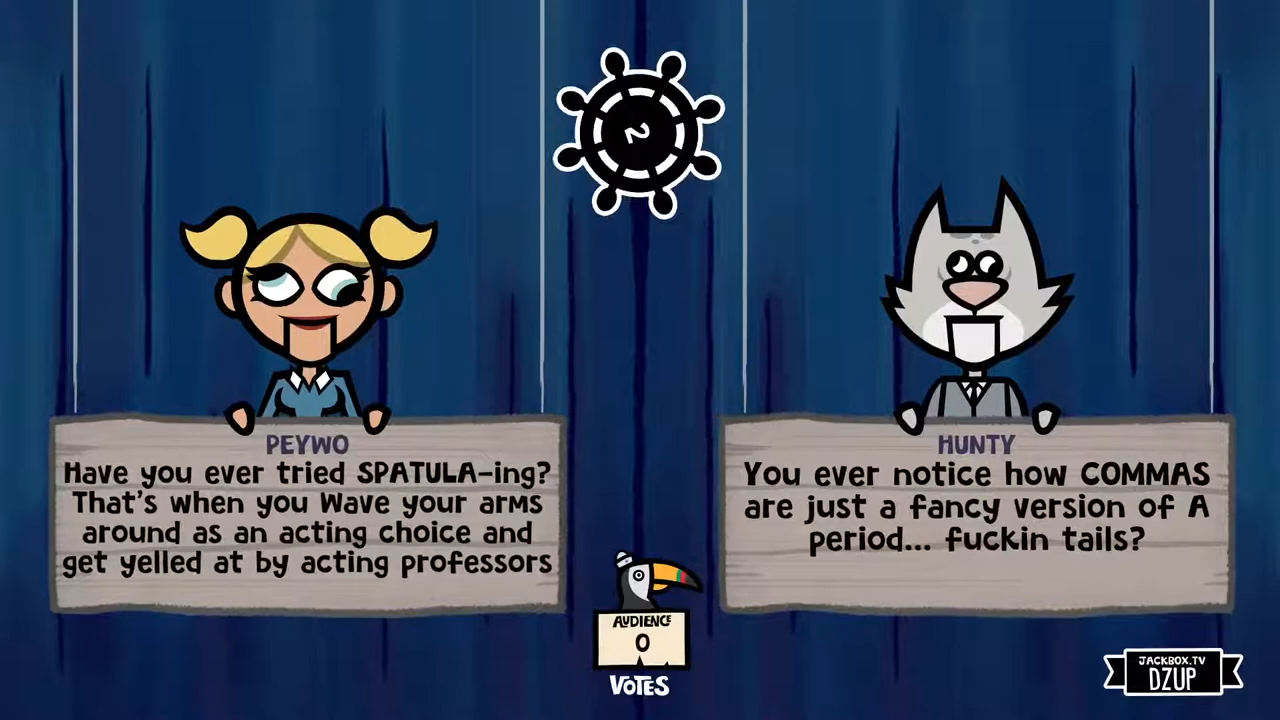 2
PEYWO
Have you ever tried SPATULA-ing?
That's when you Wave your arms
around as an acting choice and
get yelled at by acting professors
HUNTY
You ever notice how COMMAS
are just a fancy version of A
period... fuckin tails?
AUDIENCE
0
VOTES
JACKBOX.TV
DZUP